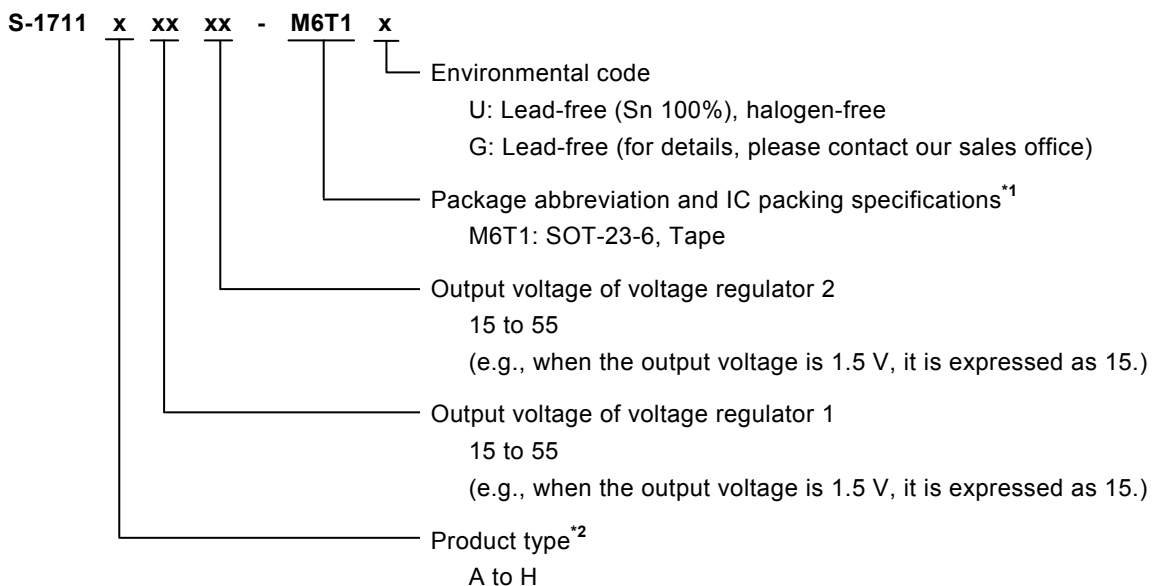 S-1711 x xx xx - M6T1 x
Environmental code
U: Lead-free (Sn 100%), halogen-free
G: Lead-free (for details, please contact our sales office)
Package abbreviation and IC packing specifications*1
M6T1: SOT-23-6, Tape
Output voltage of voltage regulator 2
15 to 55
(e.g., when the output voltage is 1.5 V, it is expressed as 15.)
Output voltage of voltage regulator 1
15 to 55
(e.g., when the output voltage is 1.5 V, it is expressed as 15.)
Product type*2
A to H